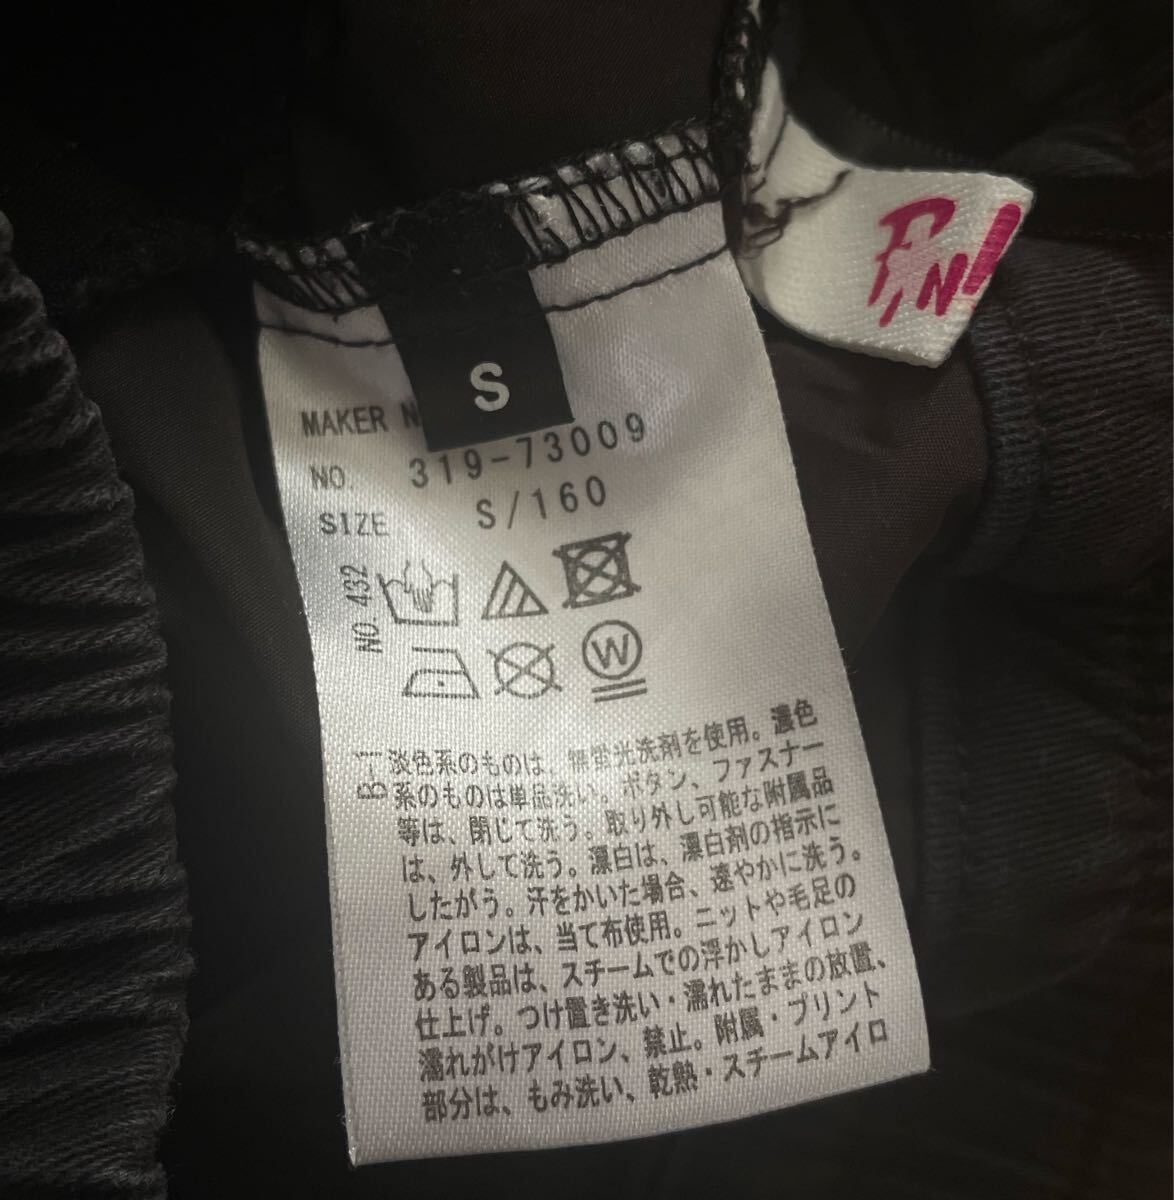 S
MAKER N
NO. 319-73009
SIZE S/160
NO. 432
W
B-1
淡色系のものは、無蛍光洗剤を使用。濃色
系のものは単品洗い。ボタン、ファスナー
等は、閉じて洗う。取り外し可能な附属品
は、外して洗う。漂白は、漂白剤の指示に
したがう。汗をかいた場合、速やかに洗う。
アイロンは、当て布使用。ニットや毛足の
ある製品は、スチームでの浮かしアイロン
仕上げ。つけ置き洗い・濡れたままの放置、
濡れがけアイロン、禁止。附属・プリント
部分は、もみ洗い、乾熱・スチームアイロ